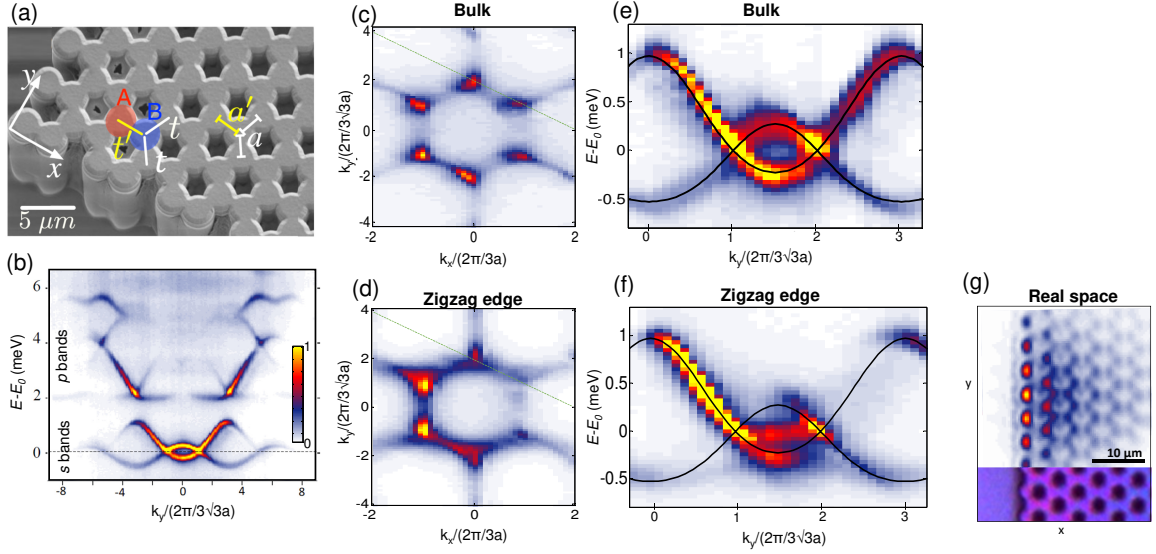 (a)
A
B
y
x
t
t
t'
a'
a
5 μm
(b)
E-E0 (meV)
p bands
s bands
6
4
2
0
1
0
-8
-4
0
4
8
ky/(2π/3√3a)
(c)
Bulk
ky/(2π/3√3a)
4
2
0
-2
-4
-2
0
2
kx/(2π/3a)
(d)
Zigzag edge
ky/(2π/3√3a)
4
2
0
-2
-4
-2
0
2
kx/(2π/3a)
(e)
Bulk
E-E0 (meV)
1
0.5
0
-0.5
0
1
2
3
ky/(2π/3√3a)
(f)
Zigzag edge
E-E0 (meV)
1
0.5
0
-0.5
0
1
2
3
ky/(2π/3√3a)
(g)
Real space
y
10 μm
x